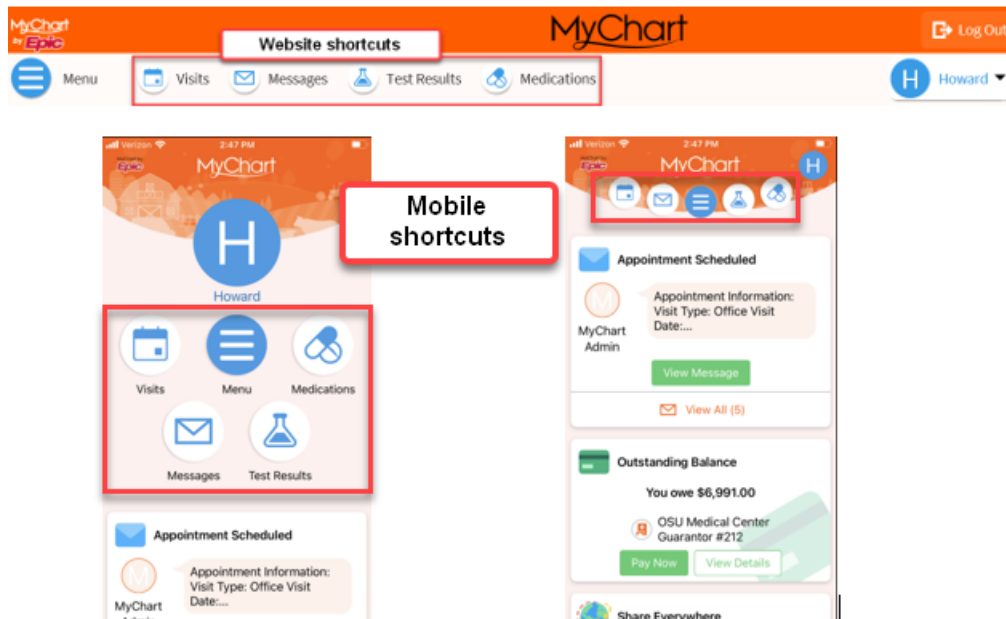 MyChart
by Epic
Website shortcuts
MyChart
Log Out
Menu
Visits
Messages
Test Results
Medications
H
Howard
Verizon
2:47 PM
Epic
MyChart
H
Howard
Visits
Menu
Medications
Messages
Test Results
Appointment Scheduled
M
Appointment Information:
Visit Type: Office Visit
Date:...
MyChart
Mobile
shortcuts
Verizon
2:47 PM
Epic
MyChart
H
Appointment Scheduled
M
Appointment Information:
Visit Type: Office Visit
Date:...
MyChart
Admin
View Message
View All (5)
Outstanding Balance
You owe $6,991.00
OSU Medical Center
Guarantor #212
Pay Now
View Details
Share Everywhere